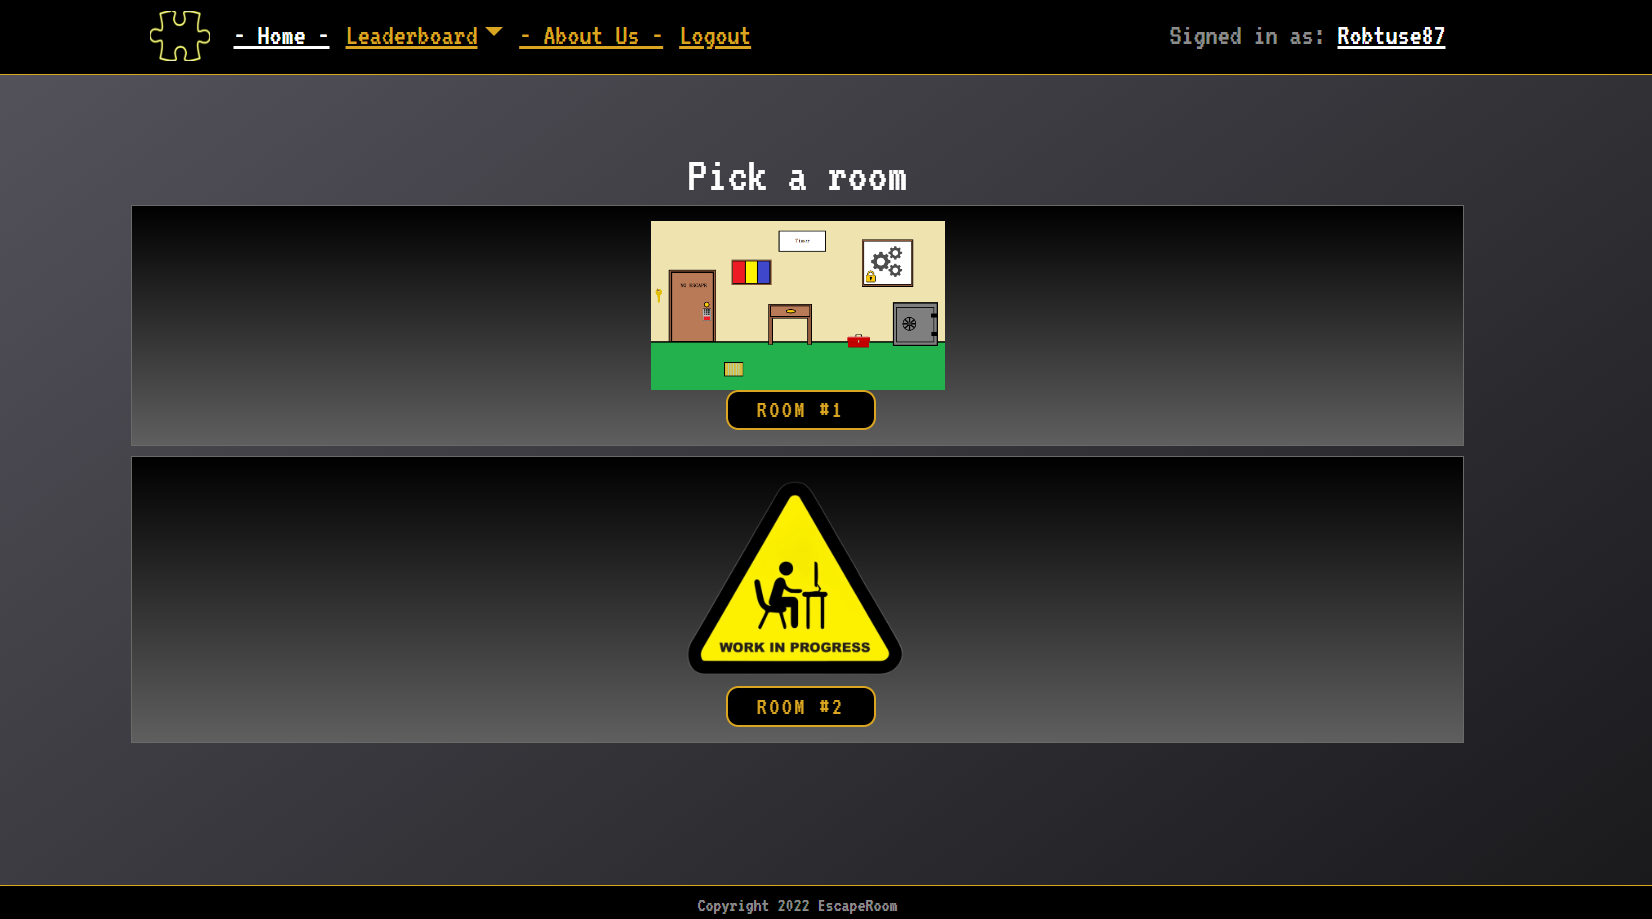 - Home - Leaderboard - About Us - Logout Signed in as: Robtuse87
Pick a room
Timer
NO ESCAPE
ROOM #1
WORK IN PROGRESS
ROOM #2
Copyright 2022 EscapeRoom